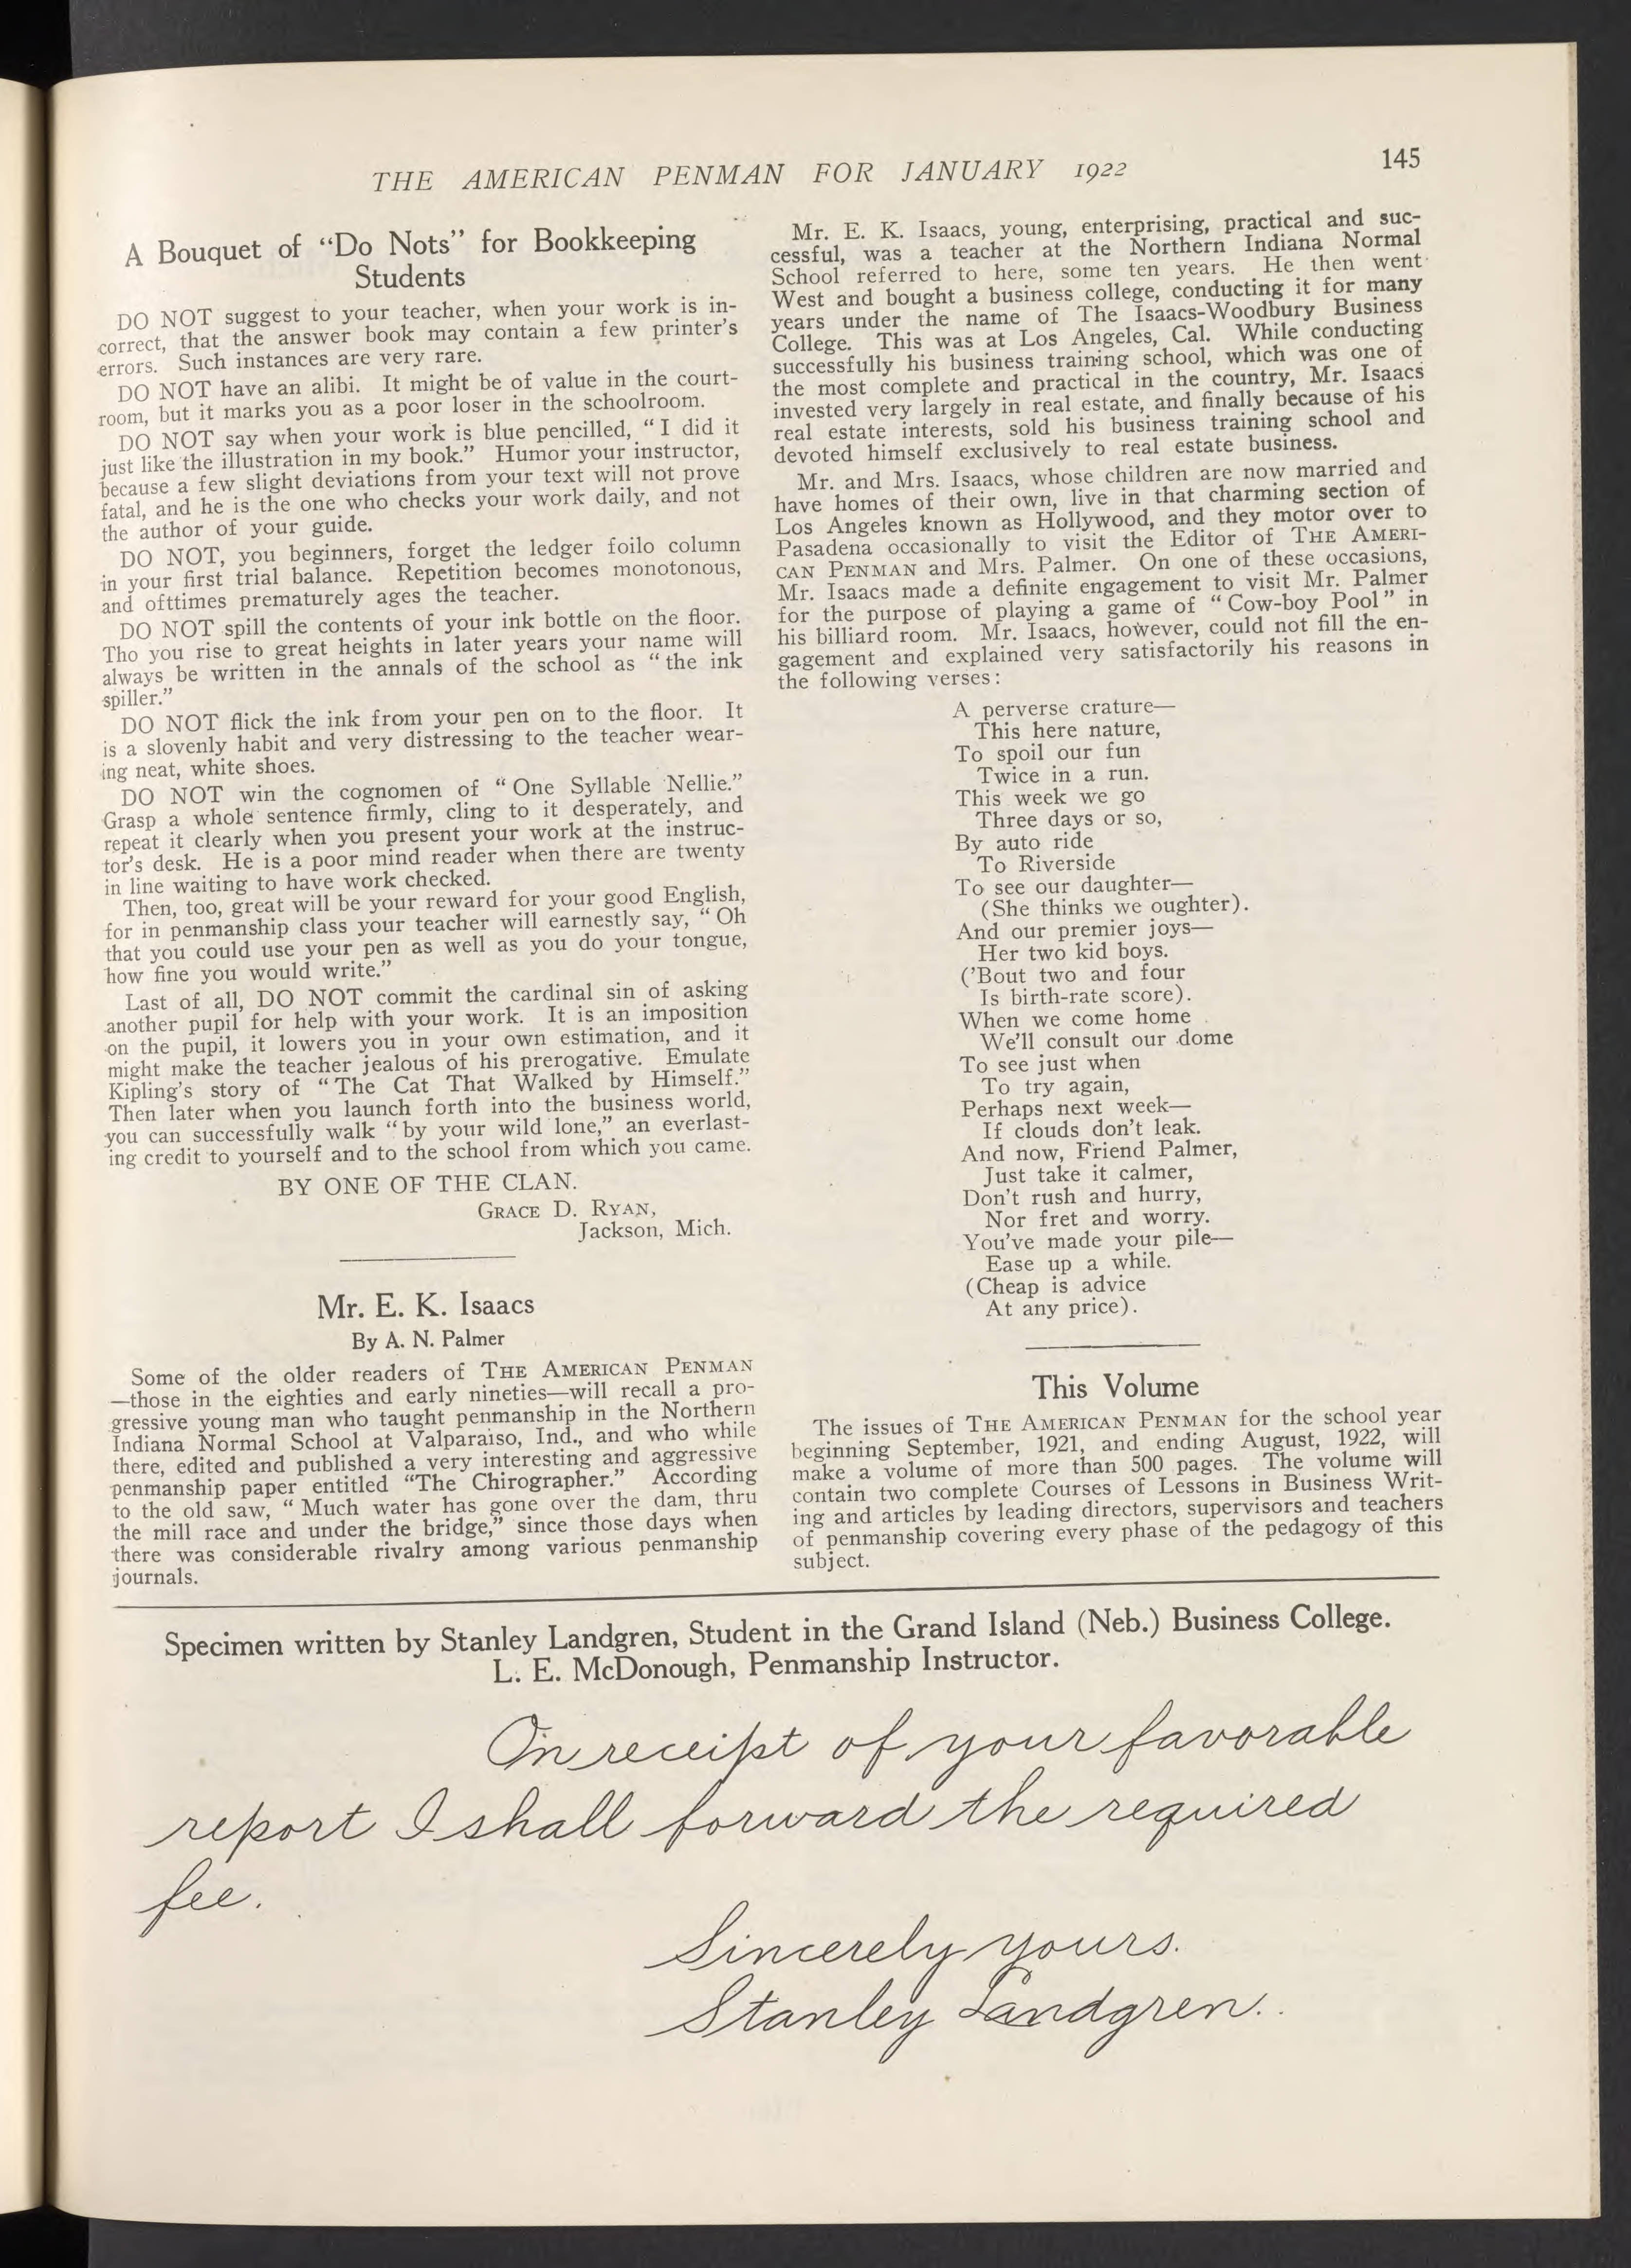 THE AMERICAN PENMAN FOR JANUARY 1922
145
A Bouquet of “Do Nots” for Bookkeeping
Students
DO NOT suggest to your teacher, when your work is in-
correct, that the answer book may contain a few printer's
errors. Such instances are very rare.
DO NOT have an alibi. It might be of value in the court-
room, but it marks you as a poor loser in the schoolroom.
DO NOT say when your work is blue pencilled, “I did it
just like the illustration in my book.” Humor your instructor,
because a few slight deviations from your text will not prove
fatal, and he is the one who checks your work daily, and not
the author of your guide.
DO NOT, you beginners, forget the ledger foilo column
in your first trial balance. Repetition becomes monotonous,
and ofttimes prematurely ages the teacher.
DO NOT spill the contents of your ink bottle on the floor.
Tho you rise to great heights in later years your name will
always be written in the annals of the school as “the ink
spiller.”
DO NOT flick the ink from your pen on to the floor. It
is a slovenly habit and very distressing to the teacher wear-
ing neat, white shoes.
DO NOT win the cognomen of “One Syllable Nellie.”
Grasp a whole sentence firmly, cling to it desperately, and
repeat it clearly when you present your work at the instruc-
tor's desk. He is a poor mind reader when there are twenty
in line waiting to have work checked.
Then, too, great will be your reward for your good English,
for in penmanship class your teacher will earnestly say, “Oh
that you could use your pen as well as you do your tongue,
how fine you would write.”
Last of all, DO NOT commit the cardinal sin of asking
another pupil for help with your work. It is an imposition
on the pupil, it lowers you in your own estimation, and it
might make the teacher jealous of his prerogative. Emulate
Kipling's story of “The Cat That Walked by Himself.”
Then later when you launch forth into the business world,
you can successfully walk “by your wild lone,” an everlast-
ing credit to yourself and to the school from which you came.
BY ONE OF THE CLAN.
GRACE D. RYAN,
Jackson, Mich.
Mr. E. K. Isaacs
By A. N. Palmer
Some of the older readers of THE AMERICAN PENMAN
—those in the eighties and early nineties—will recall a pro-
gressive young man who taught penmanship in the Northern
Indiana Normal School at Valparaiso, Ind., and who while
there, edited and published a very interesting and aggressive
penmanship paper entitled “The Chirographer.” According
to the old saw, “Much water has gone over the dam, thru
the mill race and under the bridge,” since those days when
there was considerable rivalry among various penmanship
journals.
Mr. E. K. Isaacs, young, enterprising, practical and suc-
cessful, was a teacher at the Northern Indiana Normal
School referred to here, some ten years. He then went
West and bought a business college, conducting it for many
years under the name of The Isaacs-Woodbury Business
College. This was at Los Angeles, Cal. While conducting
successfully his business training school, which was one of
the most complete and practical in the country, Mr. Isaacs
invested very largely in real estate, and finally because of his
real estate interests, sold his business training school and
devoted himself exclusively to real estate business.
Mr. and Mrs. Isaacs, whose children are now married and
have homes of their own, live in that charming section of
Los Angeles known as Hollywood, and they motor over to
Pasadena occasionally to visit the Editor of THE AMERI-
CAN PENMAN and Mrs. Palmer. On one of these occasions,
Mr. Isaacs made a definite engagement to visit Mr. Palmer
for the purpose of playing a game of “Cow-boy Pool” in
his billiard room. Mr. Isaacs, however, could not fill the en-
gagement and explained very satisfactorily his reasons in
the following verses:
A perverse crature—
This here nature,
To spoil our fun
Twice in a run.
This week we go
Three days or so,
By auto ride
To Riverside
To see our daughter—
(She thinks we oughter).
And our premier joys—
Her two kid boys.
('Bout two and four
Is birth-rate score).
When we come home
We'll consult our dome
To see just when
To try again,
Perhaps next week—
If clouds don't leak.
And now, Friend Palmer,
Just take it calmer,
Don't rush and hurry,
Nor fret and worry.
You've made your pile—
Ease up a while.
(Cheap is advice
At any price).
This Volume
The issues of THE AMERICAN PENMAN for the school year
beginning September, 1921, and ending August, 1922, will
make a volume of more than 500 pages. The volume will
contain two complete Courses of Lessons in Business Writ-
ing and articles by leading directors, supervisors and teachers
of penmanship covering every phase of the pedagogy of this
subject.
Specimen written by Stanley Landgren, Student in the Grand Island (Neb.) Business College.
L. E. McDonough, Penmanship Instructor.
On receipt of your favorable
report I shall forward the required
fee.
Sincerely yours.
Stanley Landgren.